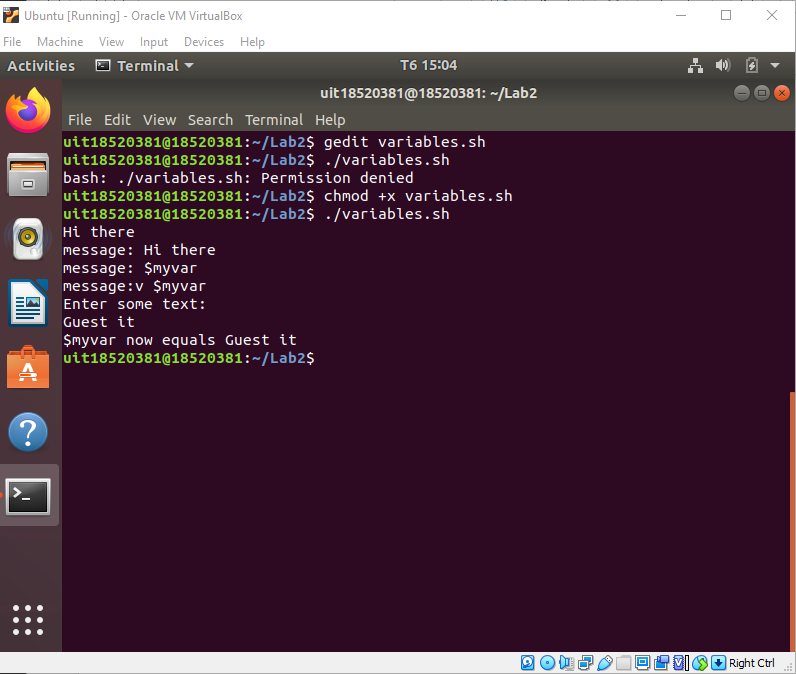 Ubuntu [Running] - Oracle VM VirtualBox
File Machine View Input Devices Help
Activities Terminal T6 15:04
uit18520381@18520381: ~/Lab2
File Edit View Search Terminal Help
uit18520381@18520381:~/Lab2$ gedit variables.sh
uit18520381@18520381:~/Lab2$ ./variables.sh
bash: ./variables.sh: Permission denied
uit18520381@18520381:~/Lab2$ chmod +x variables.sh
uit18520381@18520381:~/Lab2$ ./variables.sh
Hi there
message: Hi there
message: $myvar
message:v $myvar
Enter some text:
Guest it
$myvar now equals Guest it
uit18520381@18520381:~/Lab2$
Right Ctrl